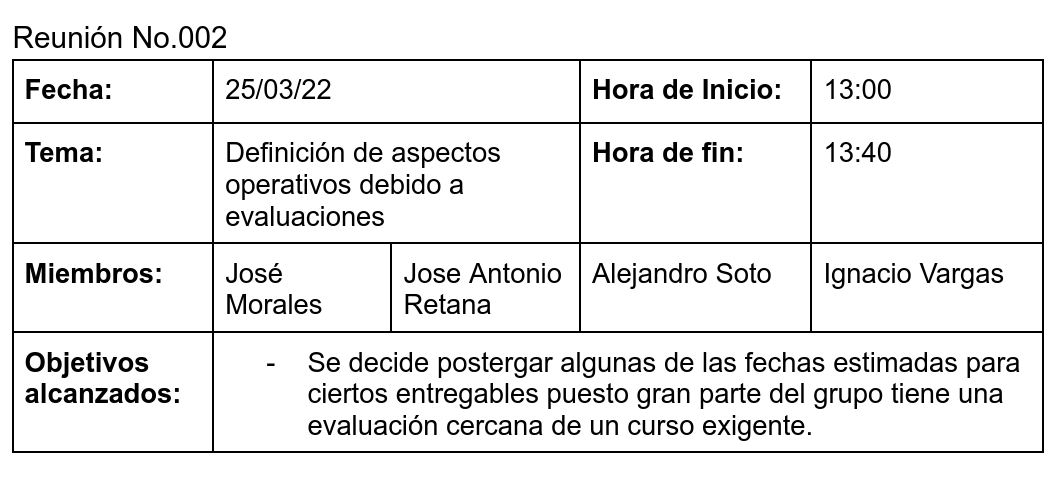 Reunión No.002
Fecha: 25/03/22 Hora de Inicio: 13:00
Tema: Definición de aspectos operativos debido a evaluaciones Hora de fin: 13:40
Miembros: José Morales Jose Antonio Retana Alejandro Soto Ignacio Vargas
Objetivos alcanzados:
- Se decide postergar algunas de las fechas estimadas para
ciertos entregables puesto gran parte del grupo tiene una
evaluación cercana de un curso exigente.